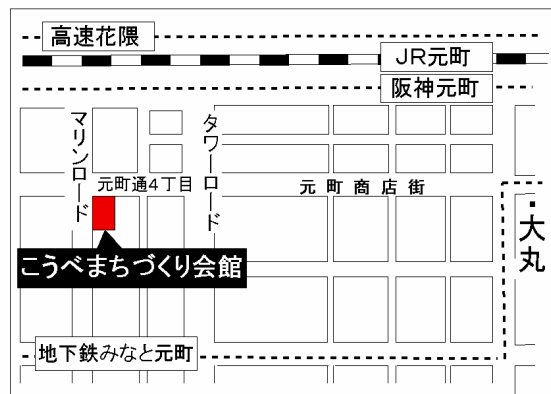 高速花隈
JR元町
阪神元町
マリンロード
タワーロード
元町通4丁目
元町商店街
・大丸
こうべまちづくり会館
地下鉄みなと元町